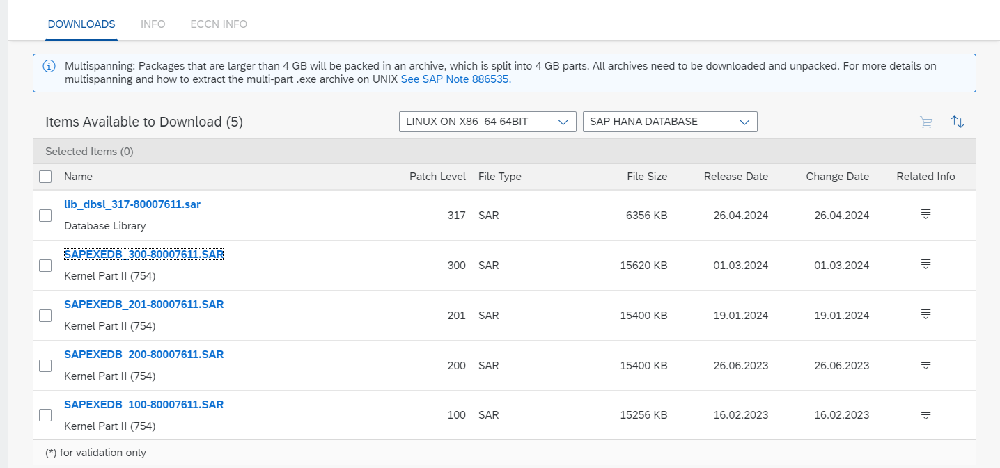 DOWNLOADS INFO ECCN INFO
Multispanning: Packages that are larger than 4 GB will be packed in an archive, which is split into 4 GB parts. All archives need to be downloaded and unpacked. For more details on
multispanning and how to extract the multi-part .exe archive on UNIX See SAP Note 886535.
Items Available to Download (5) LINUX ON X86_64 64BIT SAP HANA DATABASE
Selected Items (0)
Name Patch Level File Type File Size Release Date Change Date Related Info
lib_dbsl_317-80007611.sar
317 SAR 6356 KB 26.04.2024 26.04.2024
Database Library
SAPEXEDB_300-80007611.SAR
300 SAR 15620 KB 01.03.2024 01.03.2024
Kernel Part II (754)
SAPEXEDB_201-80007611.SAR
201 SAR 15400 KB 19.01.2024 19.01.2024
Kernel Part II (754)
SAPEXEDB_200-80007611.SAR
200 SAR 15400 KB 26.06.2023 26.06.2023
Kernel Part II (754)
SAPEXEDB_100-80007611.SAR
100 SAR 15256 KB 16.02.2023 16.02.2023
Kernel Part II (754)
(*) for validation only